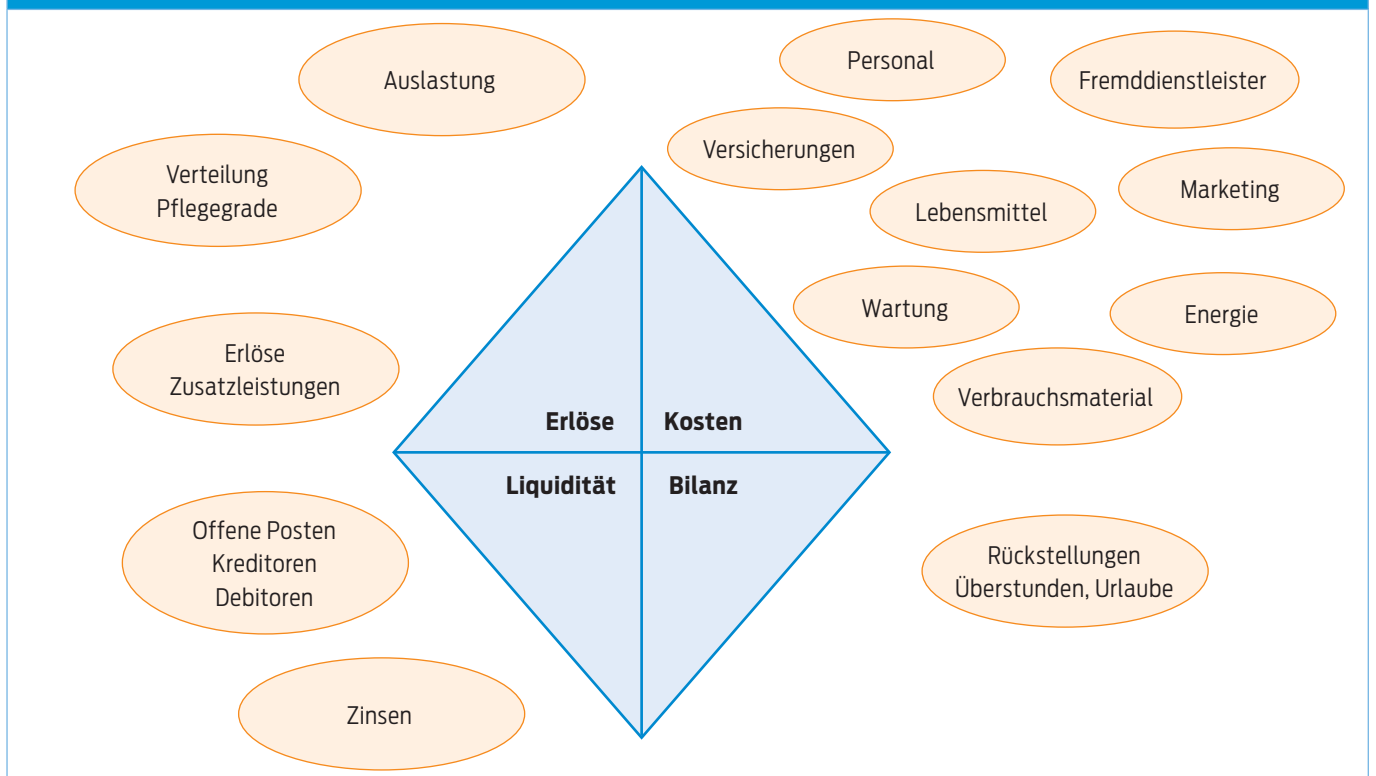 Auslastung
Personal
Fremddienstleister
Versicherungen
Verteilung
Pflegegrade
Marketing
Lebensmittel
Wartung
Energie
Erlöse
Zusatzleistungen
Verbrauchsmaterial
Erlöse
Kosten
Liquidität
Bilanz
Offene Posten
Kreditoren
Debitoren
Rückstellungen
Überstunden, Urlaube
Zinsen